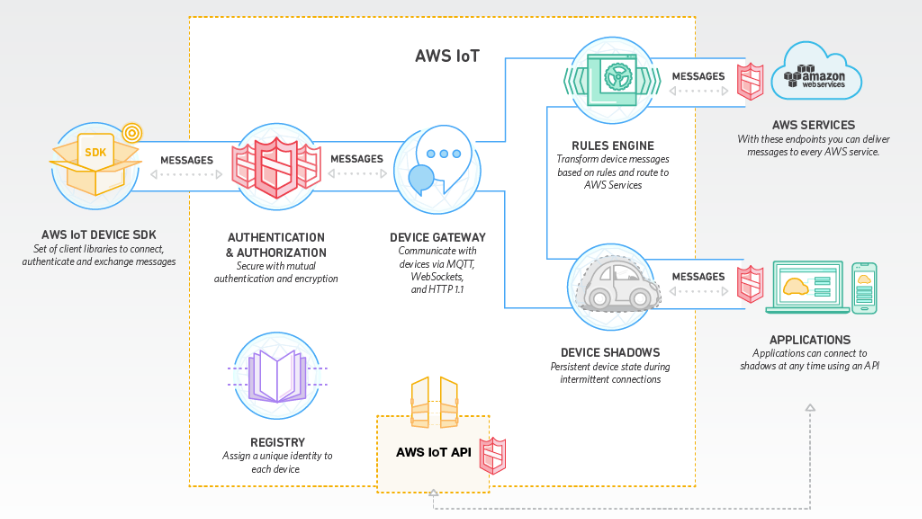 AWS IoT
SDK
MESSAGES
MESSAGES
MESSAGES
amazon
webservices
AWS IoT DEVICE SDK
Set of client libraries to connect,
authenticate and exchange messages
AUTHENTICATION
& AUTHORIZATION
Secure with mutual
authentication and encryption
DEVICE GATEWAY
Communicate with
devices via MQTT,
WebSockets,
and HTTP 1.1
RULES ENGINE
Transform device messages
based on rules and route to
AWS Services
AWS SERVICES
With these endpoints you can deliver
messages to every AWS service.
MESSAGES
DEVICE SHADOWS
Persistent device state during
intermittent connections
APPLICATIONS
Applications can connect to
shadows at any time using an API
REGISTRY
Assign a unique identity to
each device
AWS IoT API